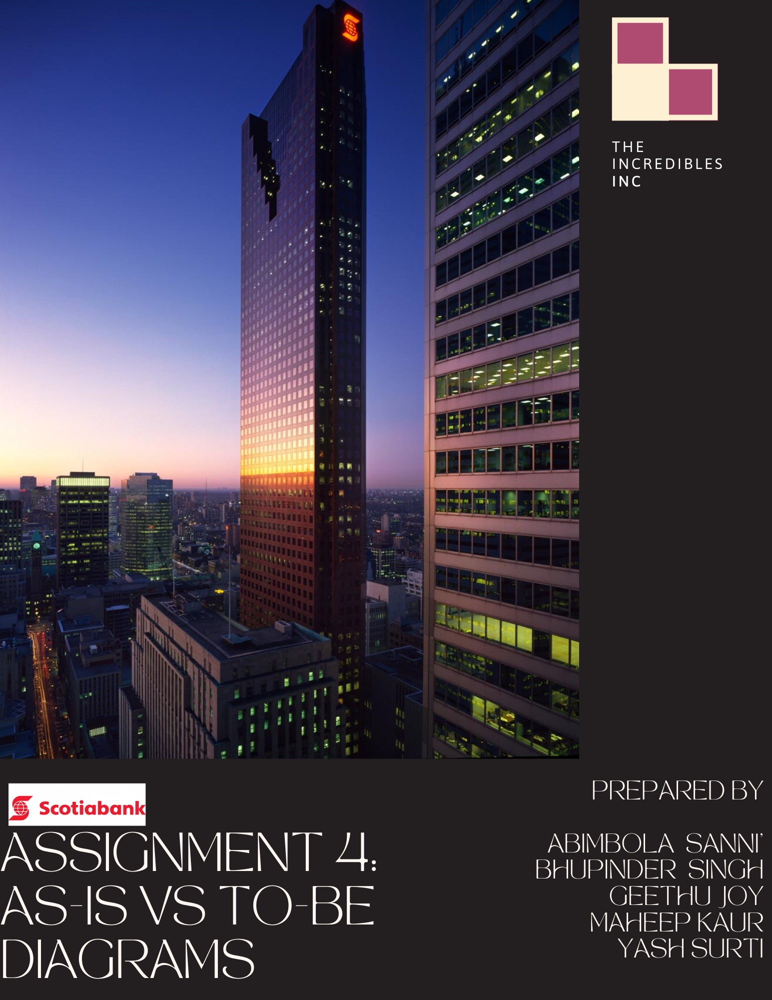 THE
INCREDIBLES
INC
Scotiabank
ASSIGNMENT 4:
AS-IS VS TO-BE
DIAGRAMS
PREPARED BY
ABIMBOLA SANNI'
BHUPINDER SINGH
GEETHU JOY
MAHEEP KAUR
YASH SURTI